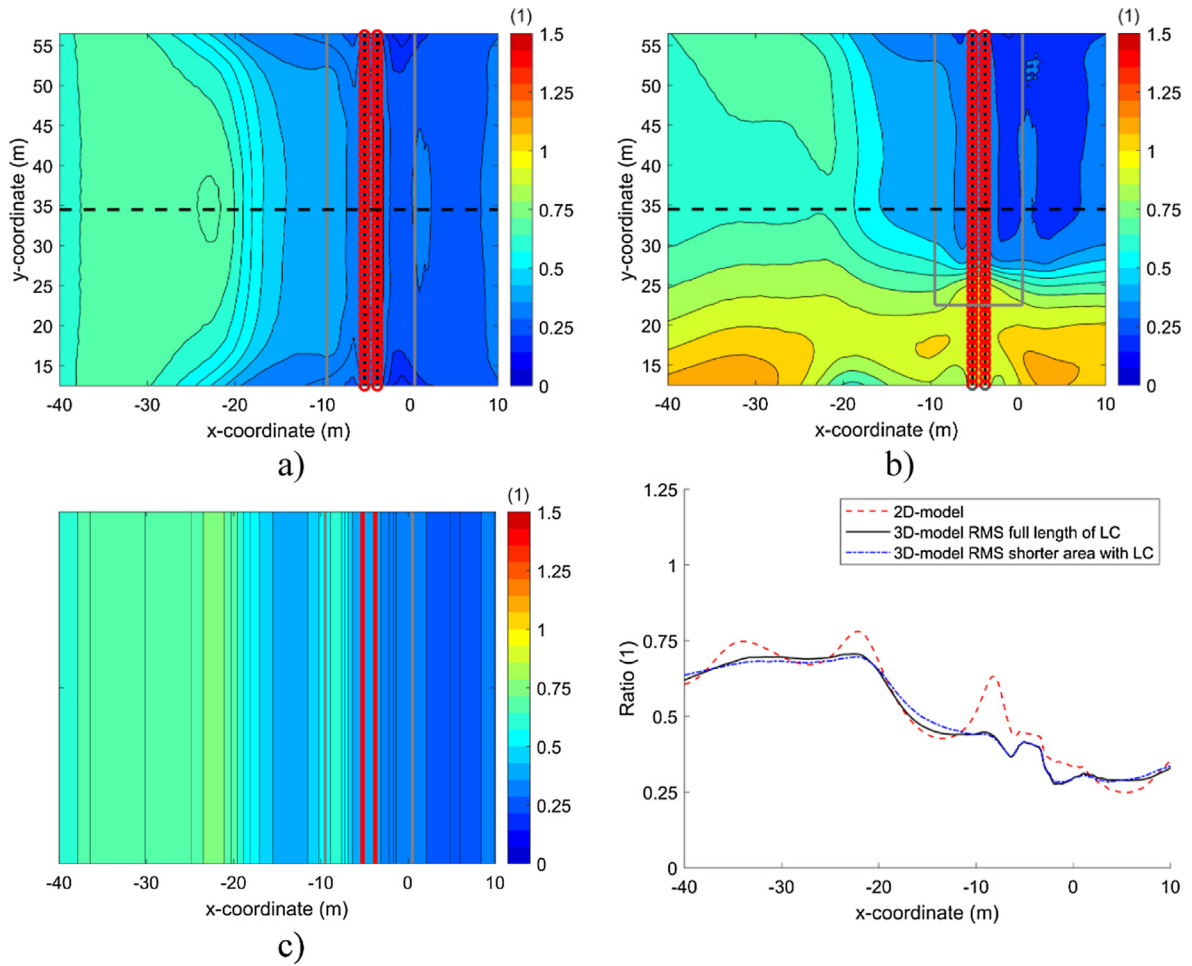 (1)
55
50
45
40
35
30
25
20
15
y-coordinate (m)
-40 -30 -20 -10 0 10
x-coordinate (m)
1.5
1.25
1
0.75
0.5
0.25
0
a)
(1)
55
50
45
40
35
30
25
20
15
y-coordinate (m)
-40 -30 -20 -10 0 10
x-coordinate (m)
1.5
1.25
1
0.75
0.5
0.25
0
b)
(1)
-40 -30 -20 -10 0 10
x-coordinate (m)
1.5
1.25
1
0.75
0.5
0.25
0
c)
1.25
1
0.75
0.5
0.25
0
Ratio (1)
2D-model
3D-model RMS full length of LC
3D-model RMS shorter area with LC
-40 -30 -20 -10 0 10
x-coordinate (m)